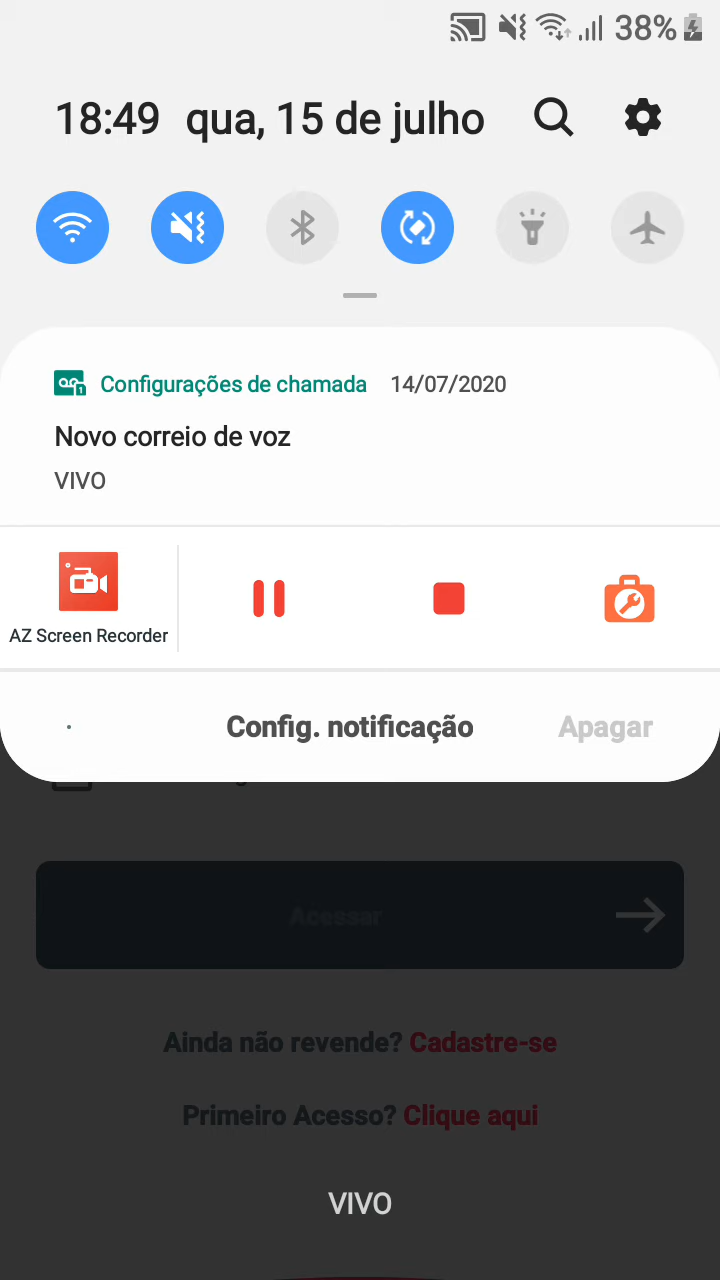 38%
18:49 qua, 15 de julho
Configurações de chamada 14/07/2020
Novo correio de voz
VIVO
AZ Screen Recorder
Config. notificação Apagar
Acessar
Ainda não revende? Cadastre-se
Primeiro Acesso? Clique aqui
VIVO